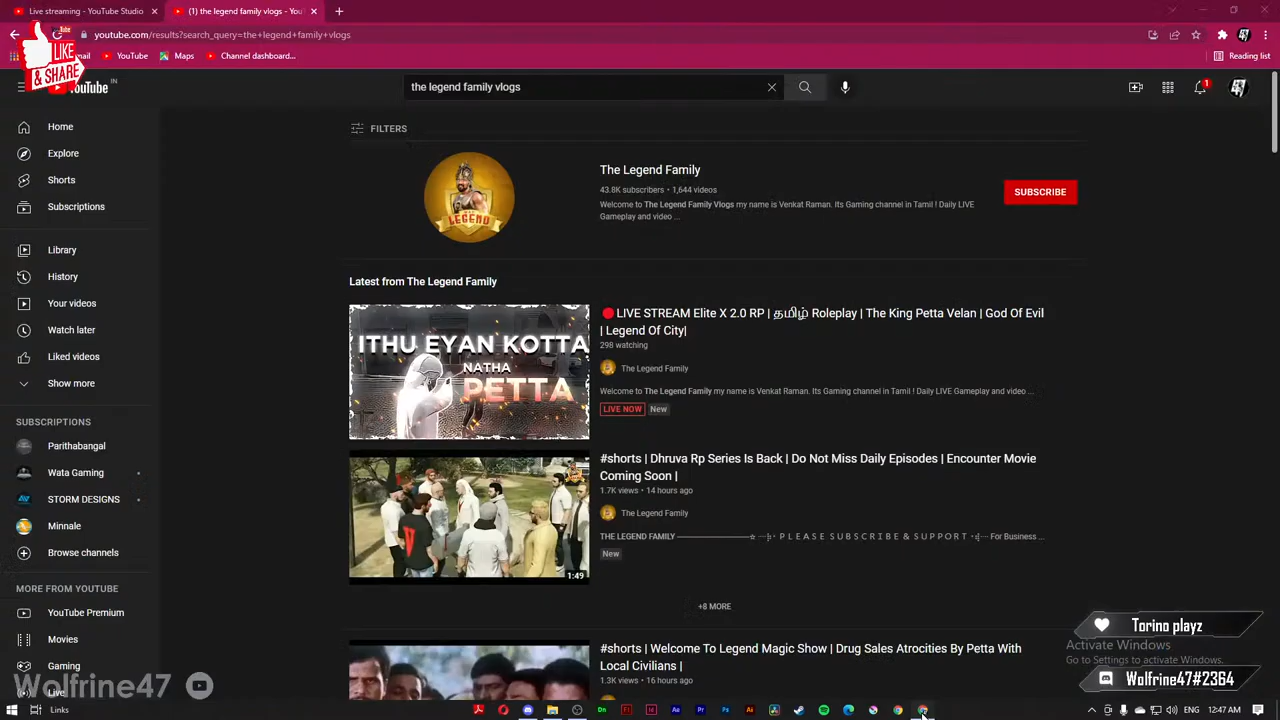 Live streaming - YouTube Studio
the legend family vlogs - You
youtube.com/results?search_query=the+legend+family+vlogs
LIKE
& SHARE
YouTube
Maps
Channel dashboard...
Reading list
YouTube
IN
the legend family vlogs
1
Home
Explore
Shorts
Subscriptions
Library
History
Your videos
Watch later
Liked videos
Show more
SUBSCRIPTIONS
Parithabangal
Wata Gaming
STORM DESIGNS
Minnale
Browse channels
MORE FROM YOUTUBE
YouTube Premium
Movies
Gaming
Live
FILTERS
LEGEND
The Legend Family
43.8K subscribers • 1,644 videos
Welcome to The Legend Family Vlogs my name is Venkat Raman. Its Gaming channel in Tamil ! Daily LIVE
Gameplay and video ...
SUBSCRIBE
Latest from The Legend Family
ITHU EYAN KOTTA
NATHA
PETTA
🔴LIVE STREAM Elite X 2.0 RP | தமிழ் Roleplay | The King Petta Velan | God Of Evil
| Legend Of City|
298 watching
The Legend Family
Welcome to The Legend Family my name is Venkat Raman. Its Gaming channel in Tamil ! Daily LIVE Gameplay and video ...
LIVE NOW New
1:49
#shorts | Dhruva Rp Series Is Back | Do Not Miss Daily Episodes | Encounter Movie
Coming Soon |
1.7K views • 14 hours ago
The Legend Family
THE LEGEND FAMILY ────────☆ ⊹· P L E A S E S U B S C R I B E & S U P P O R T ·⊹ For Business ...
New
+8 MORE
#shorts | Welcome To Legend Magic Show | Drug Sales Atrocities By Petta With
Local Civilians |
1.3K views • 16 hours ago
Torino playz
Activate Windows
Go to Settings to activate Windows.
Wolfrine47#2364
Wolfrine47
Links
12:47 AM